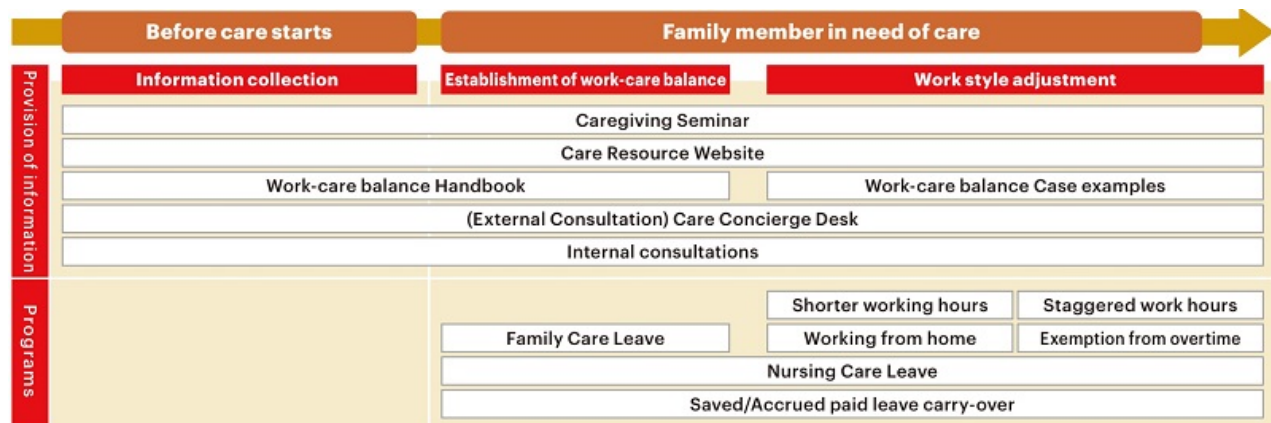 Before care starts
Family member in need of care
Provision of information
Information collection
Establishment of work-care balance
Work style adjustment
Caregiving Seminar
Care Resource Website
Work-care balance Handbook
Work-care balance Case examples
(External Consultation) Care Concierge Desk
Internal consultations
Programs
Shorter working hours
Staggered work hours
Family Care Leave
Working from home
Exemption from overtime
Nursing Care Leave
Saved/Accrued paid leave carry-over